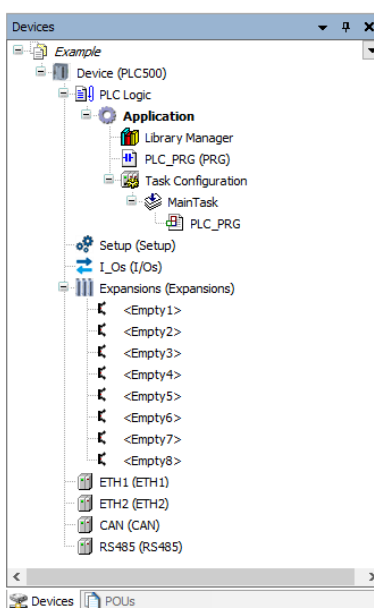 Devices
Example
Device (PLC500)
PLC Logic
Application
Library Manager
PLC_PRG (PRG)
Task Configuration
MainTask
PLC_PRG
Setup (Setup)
I_Os (I/Os)
Expansions (Expansions)
<Empty1>
<Empty2>
<Empty3>
<Empty4>
<Empty5>
<Empty6>
<Empty7>
<Empty8>
ETH1 (ETH1)
ETH2 (ETH2)
CAN (CAN)
RS485 (RS485)
Devices POUs